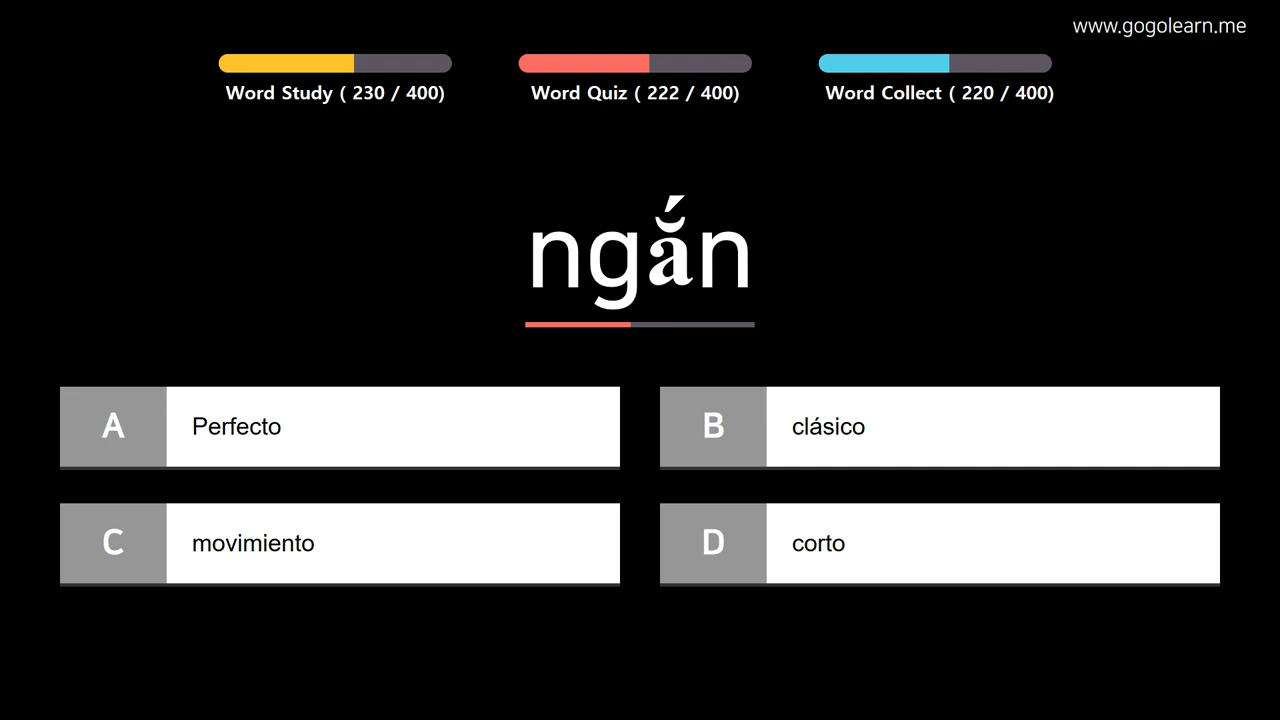 www.gogolearn.me
Word Study ( 230 / 400)
Word Quiz ( 222 / 400)
Word Collect ( 220 / 400)
ngắn
A Perfecto
B clásico
C movimiento
D corto